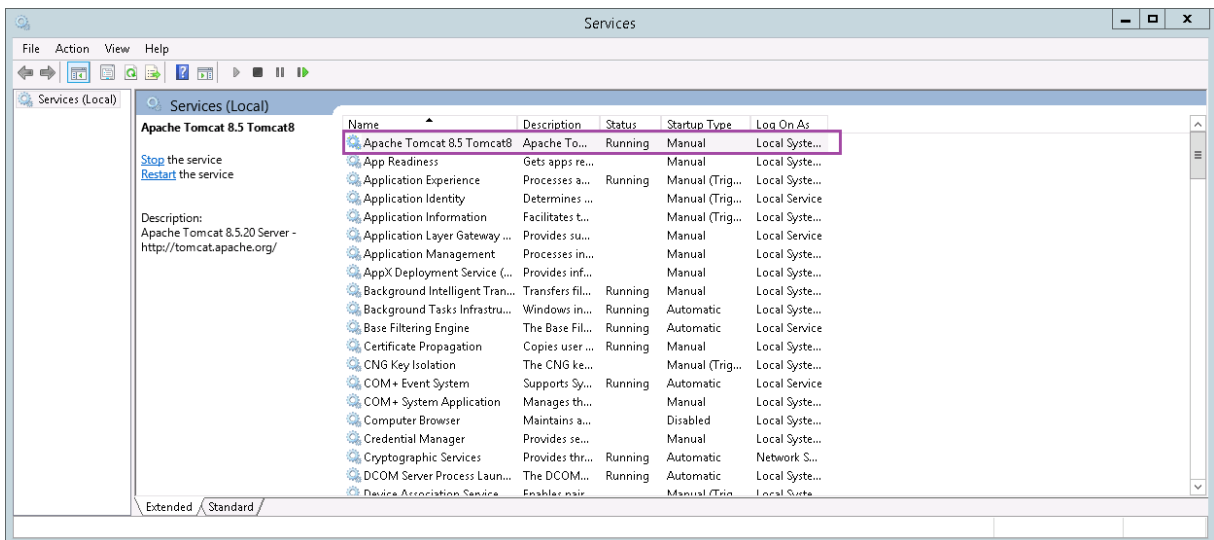 Services
File Action View Help
Services (Local)
Services (Local)
Apache Tomcat 8.5 Tomcat8
Stop the service
Restart the service
Description:
Apache Tomcat 8.5.20 Server -
http://tomcat.apache.org/
Name Description Status Startup Type Log On As
Apache Tomcat 8.5 Tomcat8 Apache To... Running Manual Local Syste...
App Readiness Gets apps re... Manual Local Syste...
Application Experience Processes a... Running Manual (Trig... Local Syste...
Application Identity Determines ... Manual (Trig... Local Service
Application Information Facilitates t... Manual (Trig... Local Syste...
Application Layer Gateway ... Provides su... Manual Local Service
Application Management Processes in... Manual Local Syste...
AppX Deployment Service (... Provides inf... Manual Local Syste...
Background Intelligent Tran... Transfers fil... Running Manual Local Syste...
Background Tasks Infrastru... Windows in... Running Automatic Local Syste...
Base Filtering Engine The Base Fil... Running Automatic Local Service
Certificate Propagation Copies user ... Running Manual Local Syste...
CNG Key Isolation The CNG ke... Manual (Trig... Local Syste...
COM+ Event System Supports Sy... Running Automatic Local Service
COM+ System Application Manages th... Manual Local Syste...
Computer Browser Maintains a... Disabled Local Syste...
Credential Manager Provides se... Manual Local Syste...
Cryptographic Services Provides thr... Running Automatic Network S...
DCOM Server Process Laun... The DCOM... Running Automatic Local Syste...
Device Association Service Enables pair... Manual (Trig... Local Syste...
Extended Standard